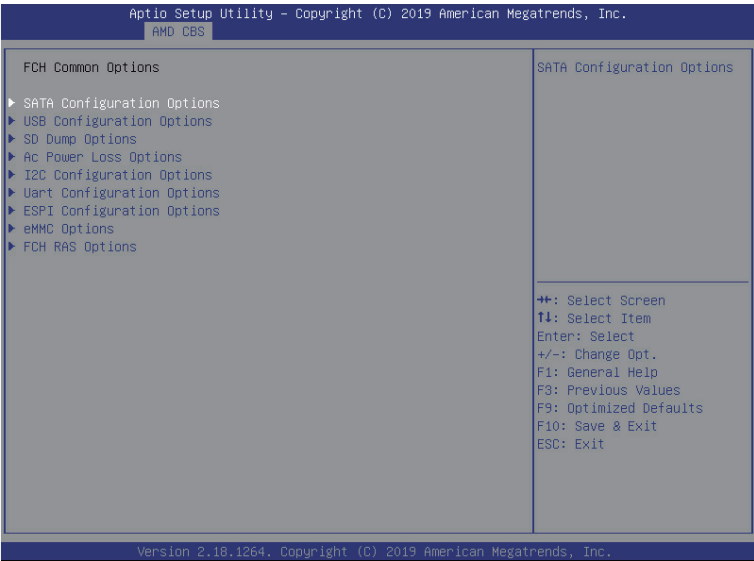 Aptio Setup Utility – Copyright (C) 2019 American Megatrends, Inc.
AMD CBS
FCH Common Options
SATA Configuration Options
USB Configuration Options
SD Dump Options
Ac Power Loss Options
I2C Configuration Options
Uart Configuration Options
ESPI Configuration Options
eMMC Options
FCH RAS Options
SATA Configuration Options
→←: Select Screen
↑↓: Select Item
Enter: Select
+/-: Change Opt.
F1: General Help
F3: Previous Values
F9: Optimized Defaults
F10: Save & Exit
ESC: Exit
Version 2.18.1264. Copyright (C) 2019 American Megatrends, Inc.